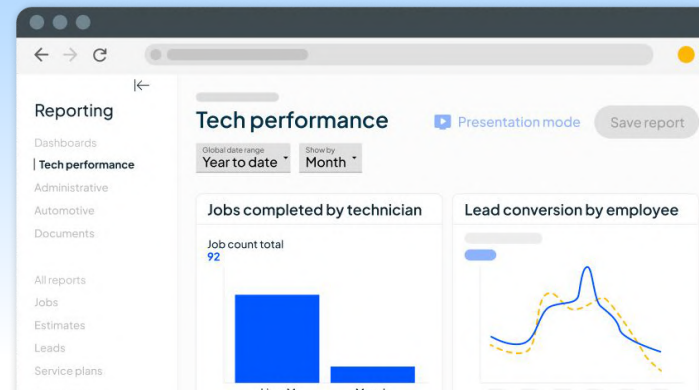 Reporting
Dashboards
Tech performance
Administrative
Automotive
Documents
All reports
Jobs
Estimates
Leads
Service plans
Tech performance
Presentation mode
Save report
Global date range
Year to date
Show by
Month
Jobs completed by technician
Job count total
92
Lead conversion by employee